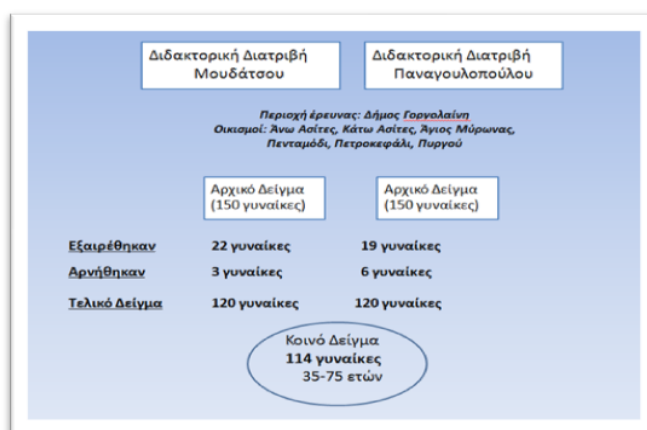 Διδακτορική Διατριβή
Μουδάτσου
Διδακτορική Διατριβή
Παναγουλοπούλου
Περιοχή έρευνας: Δήμος Γοργολαίνη
Οικισμοί: Άνω Ασίτες, Κάτω Ασίτες, Άγιος Μύρωνας,
Πενταμόδι, Πετροκεφάλι, Πυργού
Αρχικό Δείγμα
(150 γυναίκες)
Αρχικό Δείγμα
(150 γυναίκες)
Εξαιρέθηκαν 22 γυναίκες 19 γυναίκες
Αρνήθηκαν 3 γυναίκες 6 γυναίκες
Τελικό Δείγμα 120 γυναίκες 120 γυναίκες
Κοινό Δείγμα
114 γυναίκες
35-75 ετών